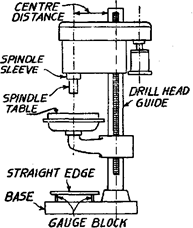 CENTRE
DISTANCE
SPINDLE
SLEEVE
SPINDLE
TABLE
DRILL HEAD
GUIDE
STRAIGHT EDGE
BASE
GAUGE BLOCK